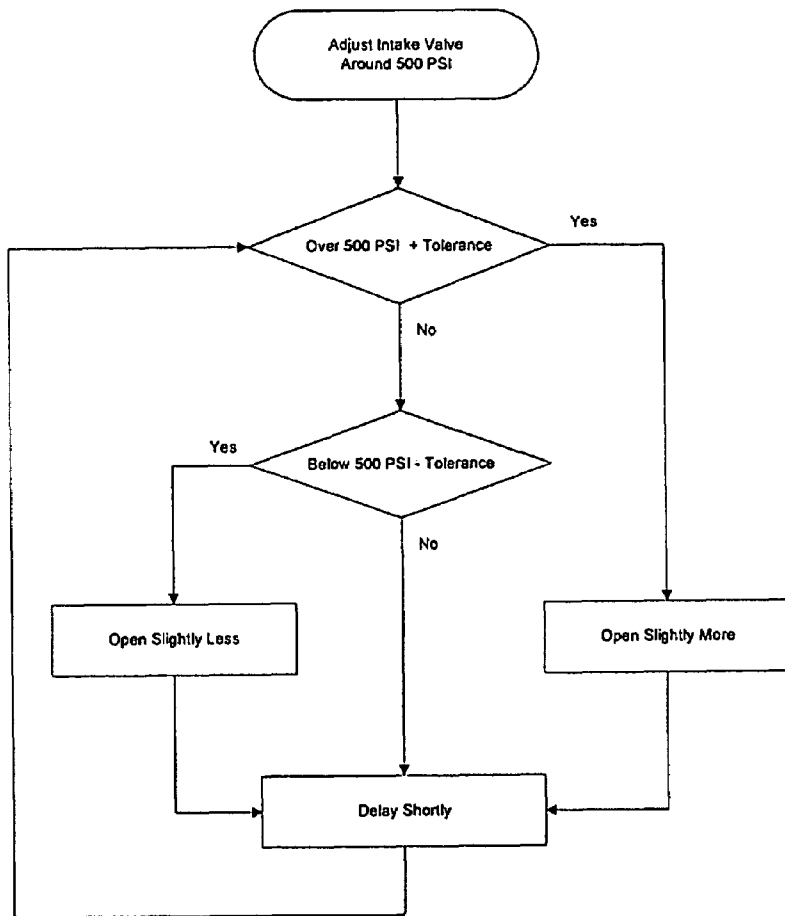 Adjust Intake Valve
Around 500 PSI
Over 500 PSI + Tolerance
Yes
No
Below 500 PSI - Tolerance
Yes
No
Open Slightly Less
Open Slightly More
Delay Shortly